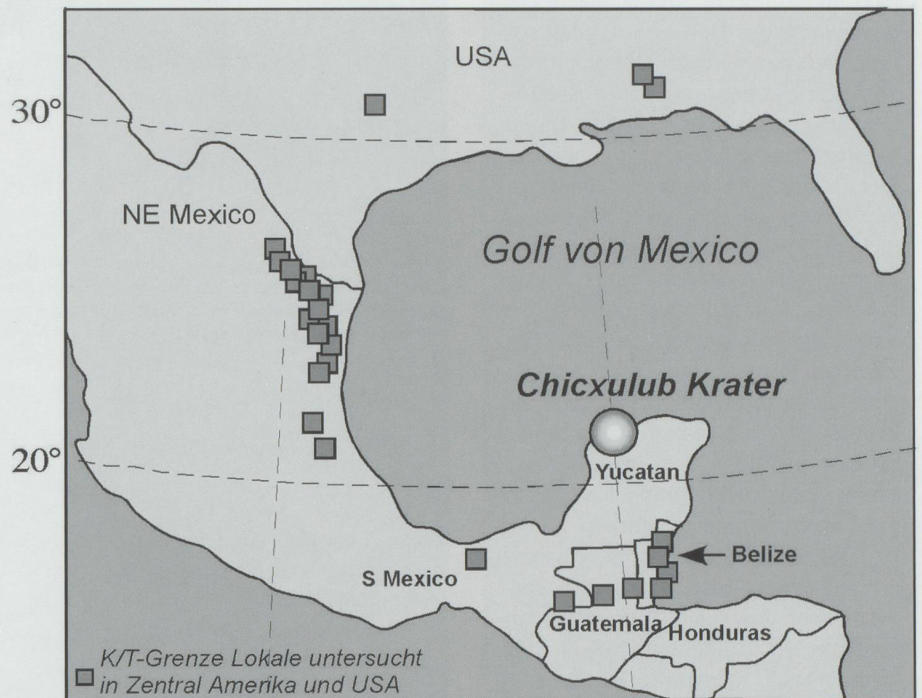 USA
30°
NE Mexico
Golf von Mexico
Chicxulub Krater
20°
Yucatan
Belize
S Mexico
Guatemala
Honduras
K/T-Grenze Lokale untersucht
in Zentral Amerika und USA